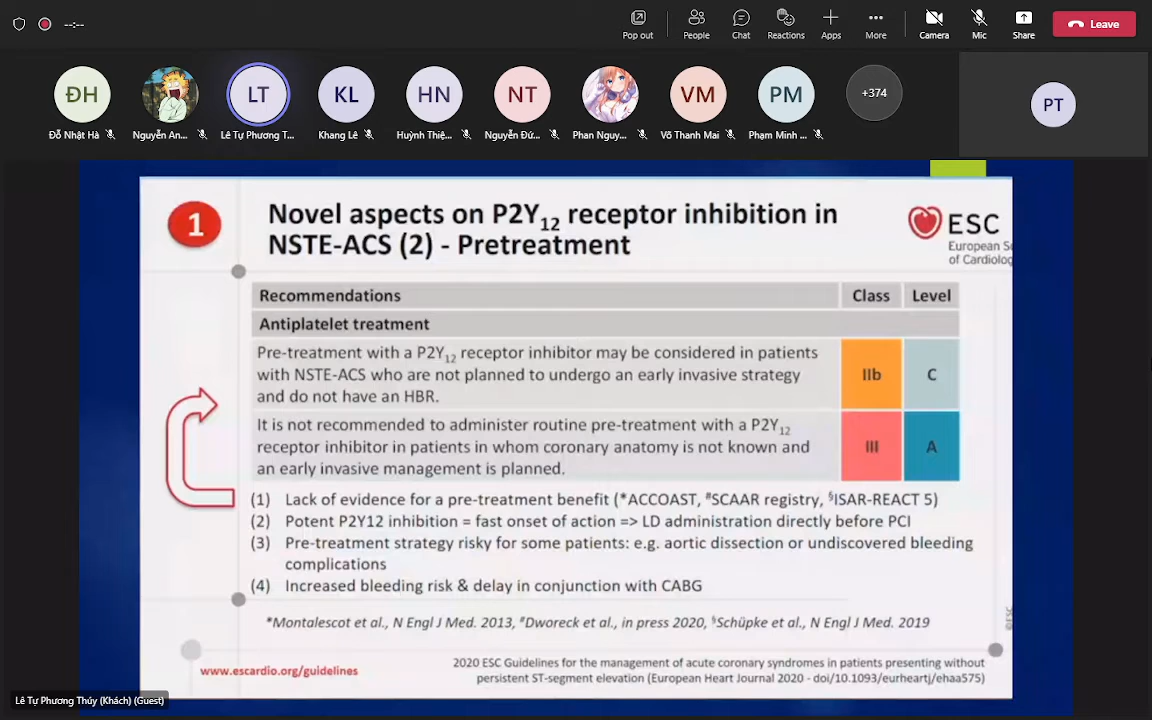 --:--
Pop out
People
Chat
Reactions
Apps
More
Camera
Mic
Share
Leave
ĐH
LT
KL
HN
NT
VM
PM
+374
PT
Đỗ Nhật Hà
Nguyễn An...
Lê Tự Phương T...
Khang Lê
Huỳnh Thiệ...
Nguyễn Đứ...
Phan Nguy...
Võ Thanh Mai
Phạm Minh ...
1
Novel aspects on P2Y12 receptor inhibition in
NSTE-ACS (2) - Pretreatment
ESC
European S
of Cardiolog
Recommendations Class Level
Antiplatelet treatment
Pre-treatment with a P2Y12 receptor inhibitor may be considered in patients
with NSTE-ACS who are not planned to undergo an early invasive strategy
and do not have an HBR.
IIb C
It is not recommended to administer routine pre-treatment with a P2Y12
receptor inhibitor in patients in whom coronary anatomy is not known and
an early invasive management is planned.
III A
(1) Lack of evidence for a pre-treatment benefit (*ACCOAST, #SCAAR registry, §ISAR-REACT 5)
(2) Potent P2Y12 inhibition = fast onset of action => LD administration directly before PCI
(3) Pre-treatment strategy risky for some patients: e.g. aortic dissection or undiscovered bleeding
complications
(4) Increased bleeding risk & delay in conjunction with CABG
*Montalescot et al., N Engl J Med. 2013, #Dworeck et al., in press 2020, §Schüpke et al., N Engl J Med. 2019
©ESC
www.escardio.org/guidelines
2020 ESC Guidelines for the management of acute coronary syndromes in patients presenting without
persistent ST-segment elevation (European Heart Journal 2020 - doi/10.1093/eurheartj/ehaa575)
Lê Tự Phương Thúy (Khách) (Guest)